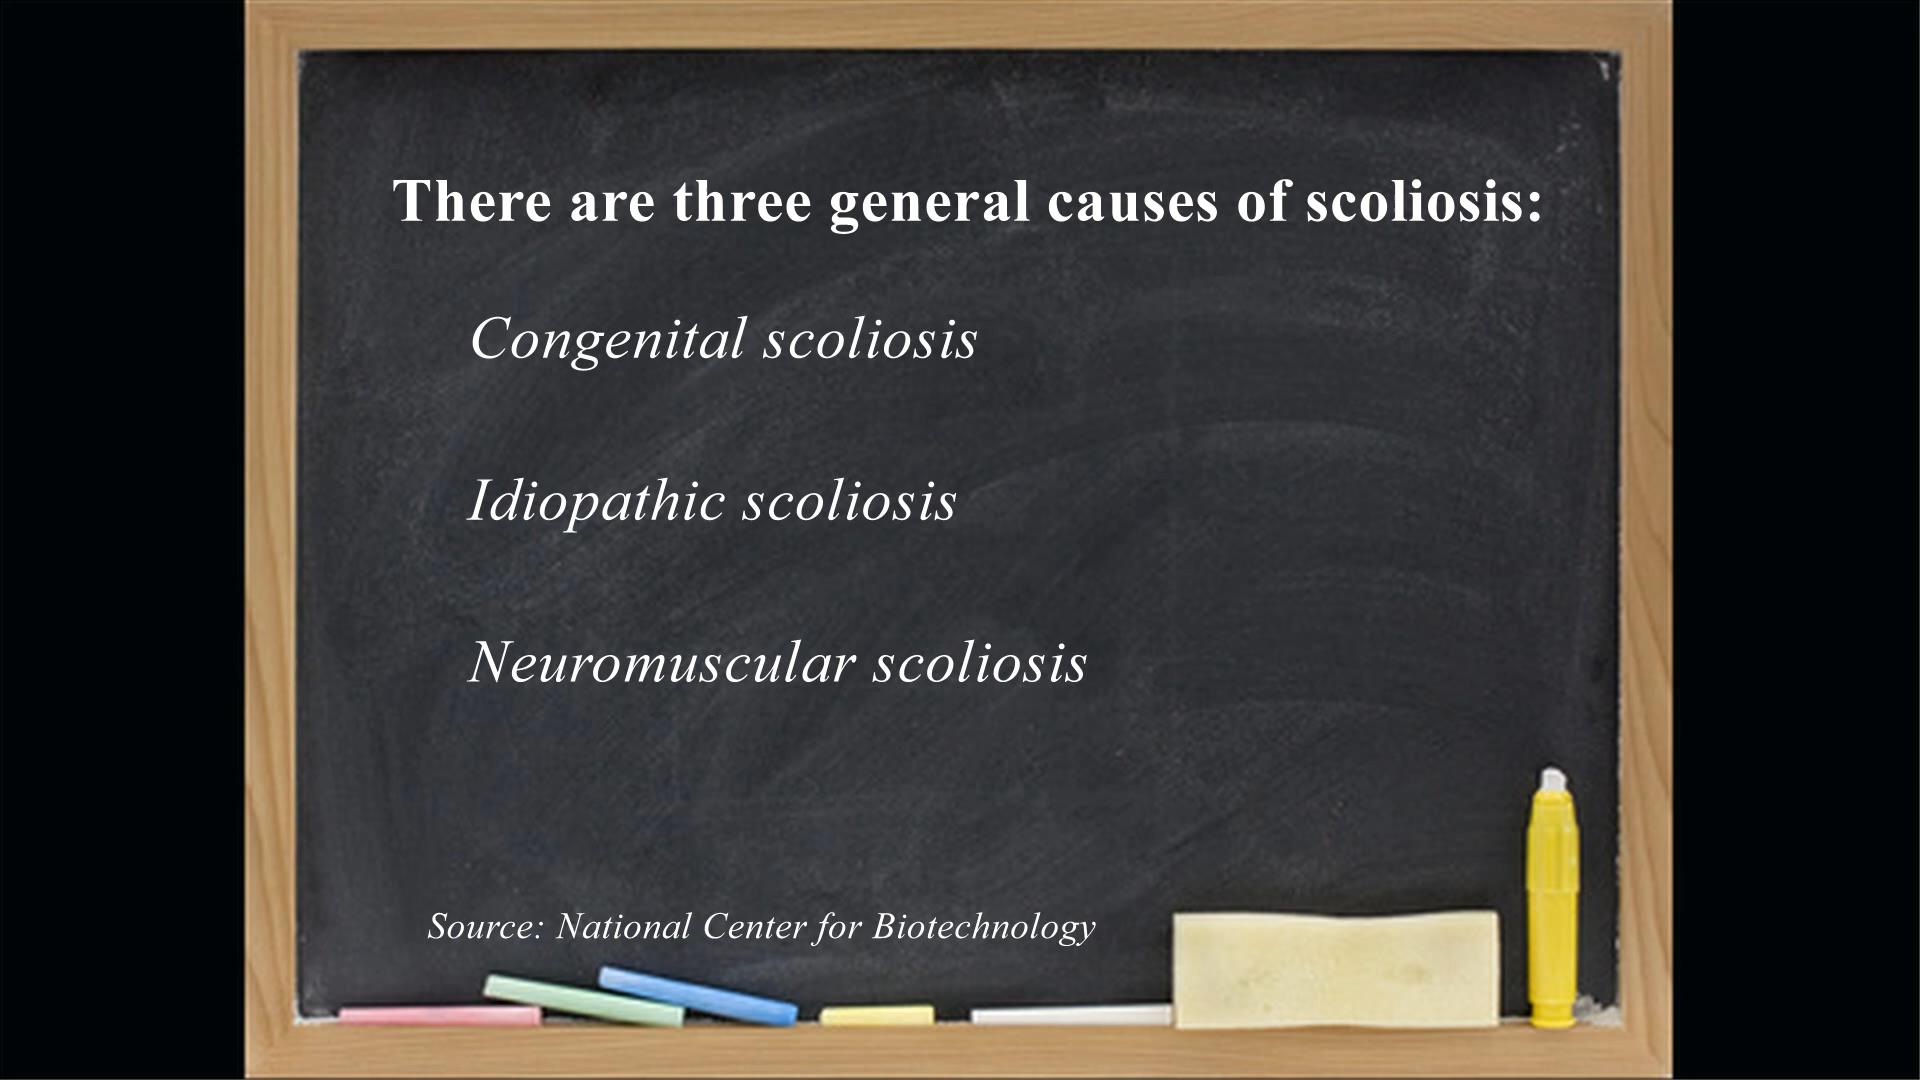 There are three general causes of scoliosis:
Congenital scoliosis
Idiopathic scoliosis
Neuromuscular scoliosis
Source: National Center for Biotechnology